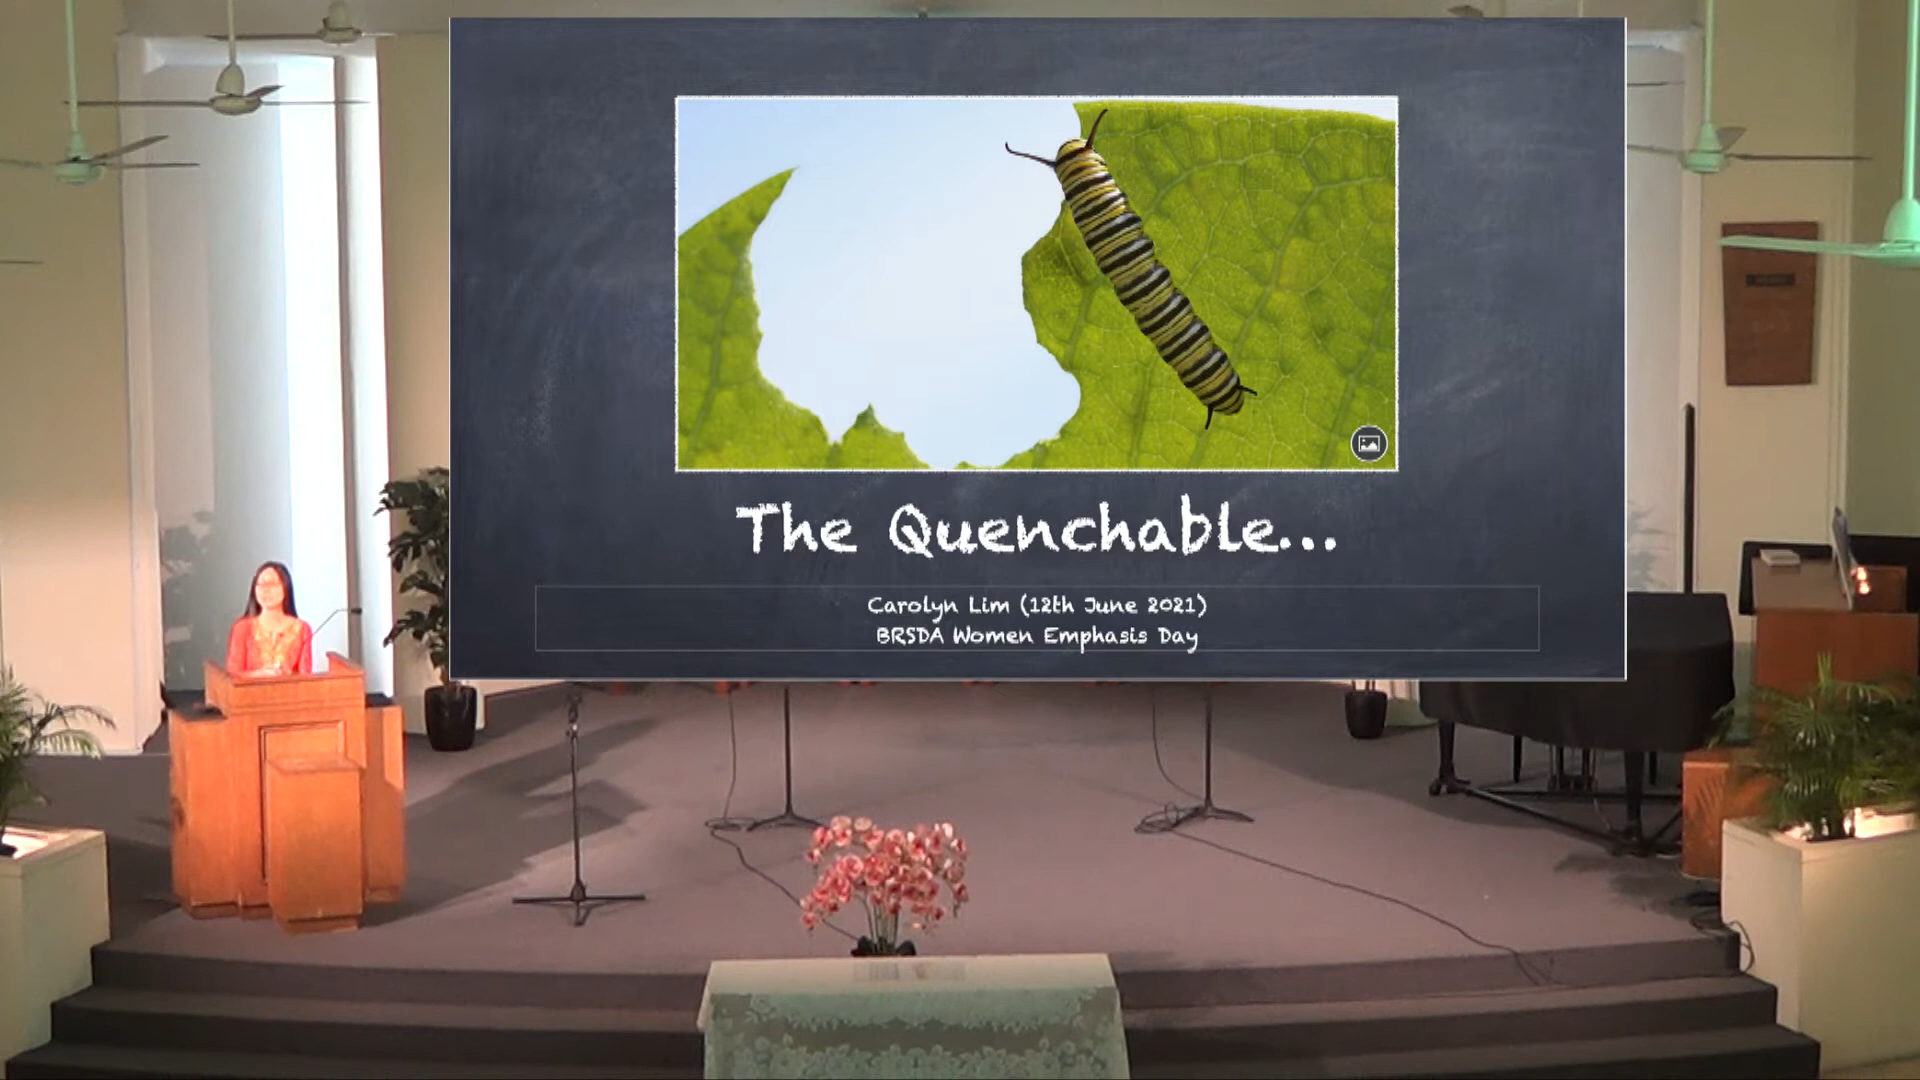 The Quenchable...
Carolyn Lim (12th June 2021)
BRSDA Women Emphasis Day